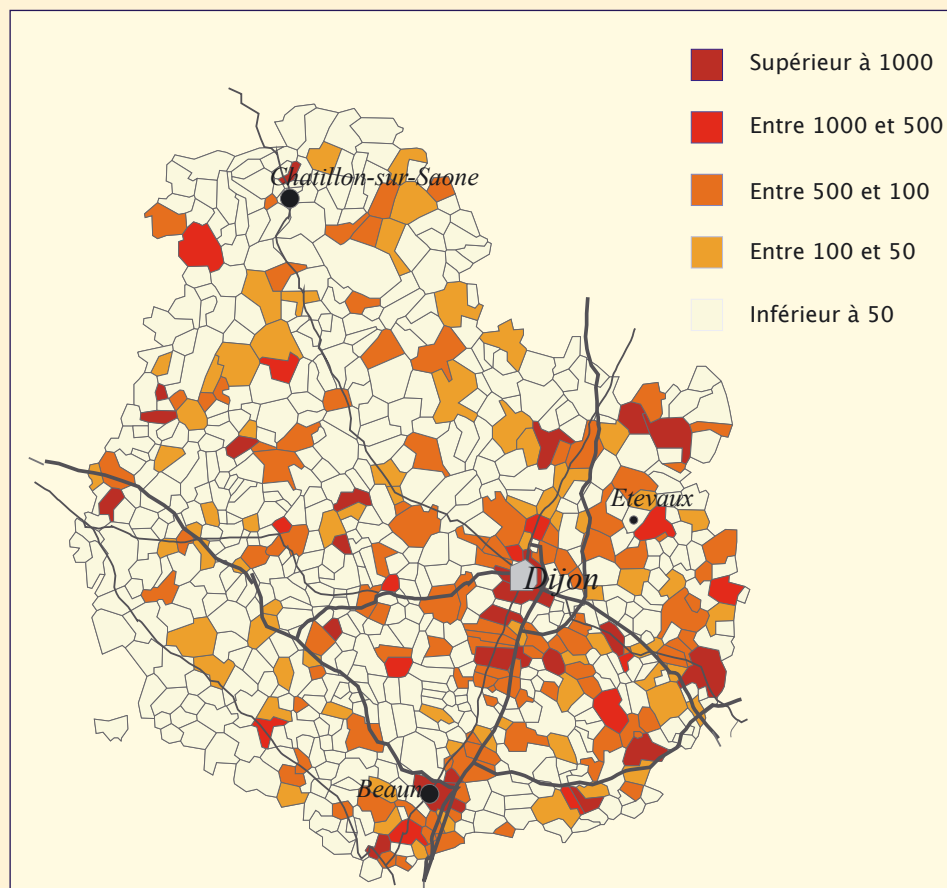 Supérieur à 1000
Entre 1000 et 500
Entre 500 et 100
Entre 100 et 50
Inférieur à 50
Chatillon-sur-Saone
Etevaux
Dijon
Beaun